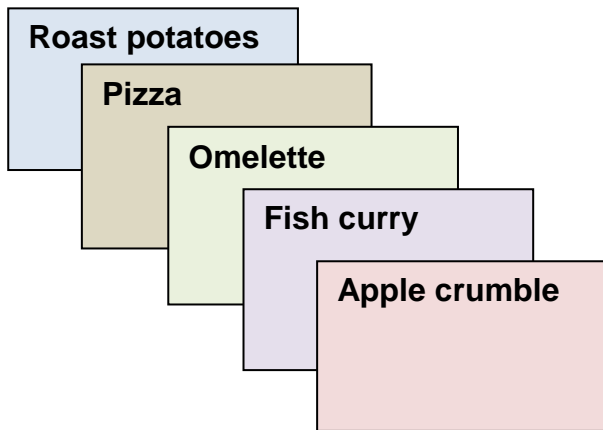 Roast potatoes
Pizza
Omelette
Fish curry
Apple crumble